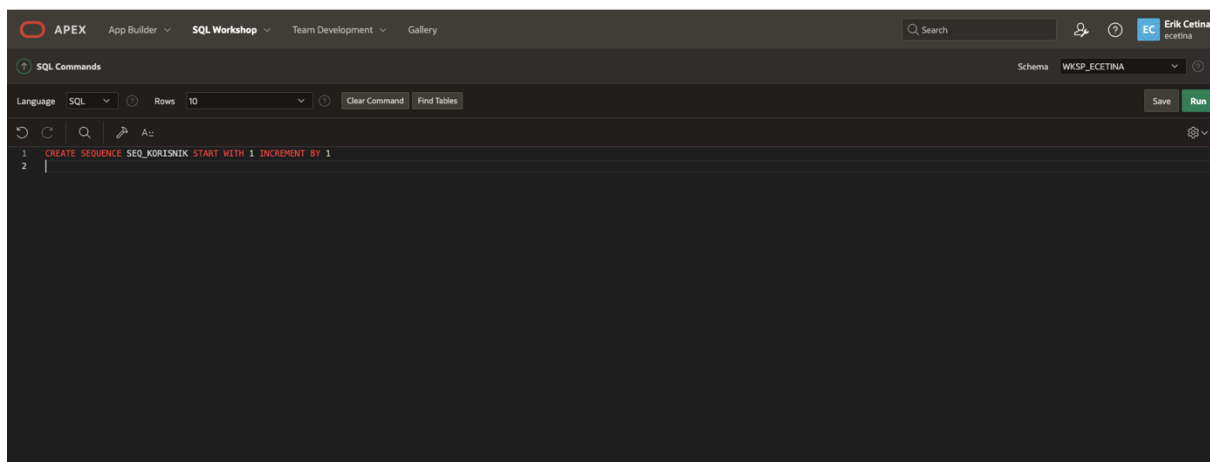 APEX App Builder SQL Workshop Team Development Gallery Search EC Erik Cetina
ecetina
SQL Commands Schema WKSP_ECETINA
Language SQL Rows 10 Clear Command Find Tables Save Run
A::
1 CREATE SEQUENCE SEQ_KORISNIK START WITH 1 INCREMENT BY 1
2